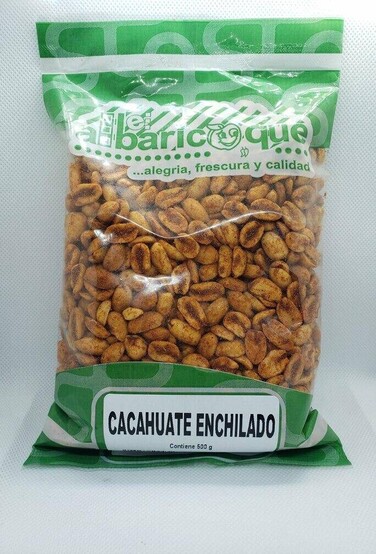 el
albaricoque
...alegria, frescura y calidad
CACAHUATE ENCHILADO
Contiene 500 g